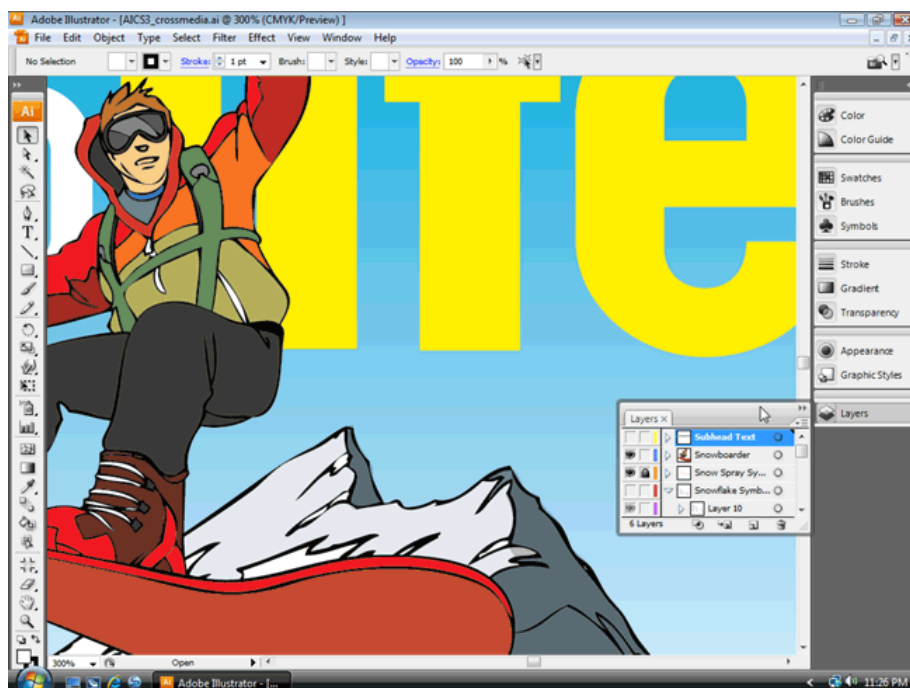 Adobe Illustrator - [AICS3_crossmedia.ai @ 300% (CMYK/Preview) ]
File Edit Object Type Select Filter Effect View Window Help
No Selection Stroke: 1 pt Brush: Style: Opacity: 100 %
Ai
life
Color
Color Guide
Swatches
Brushes
Symbols
Stroke
Gradient
Transparency
Appearance
Graphic Styles
Layers
Layers ×
Subhead Text
Snowboarder
Snow Spray Sy...
Snowflake Symb...
Layer 10
6 Layers
300% Open
Ai Adobe Illustrator - [... 11:26 PM